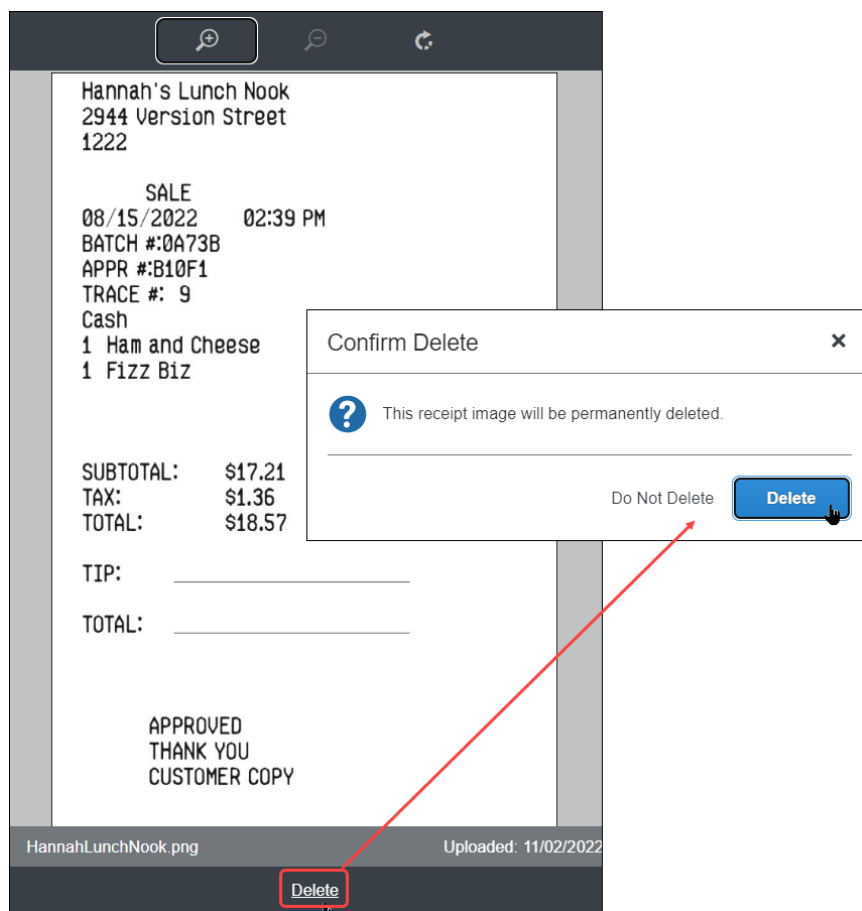 Hannah's Lunch Nook
2944 Version Street
1222
SALE
08/15/2022 02:39 PM
BATCH #:0A73B
APPR #:B10F1
TRACE #: 9
Cash
1 Ham and Cheese
1 Fizz Biz
SUBTOTAL: $17.21
TAX: $1.36
TOTAL: $18.57
TIP:
TOTAL:
APPROVED
THANK YOU
CUSTOMER COPY
Confirm Delete
This receipt image will be permanently deleted.
Do Not Delete Delete
HannahLunchNook.png Uploaded: 11/02/2022
Delete